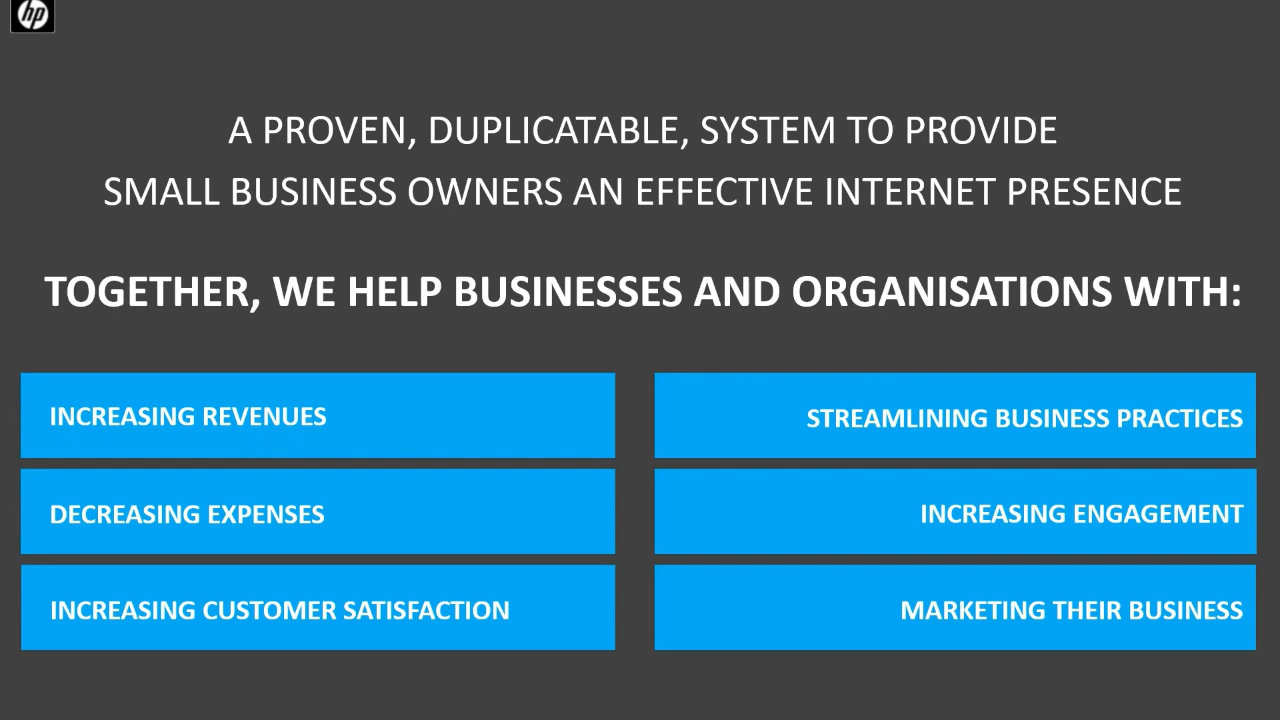 hp
A PROVEN, DUPLICATABLE, SYSTEM TO PROVIDE
SMALL BUSINESS OWNERS AN EFFECTIVE INTERNET PRESENCE
TOGETHER, WE HELP BUSINESSES AND ORGANISATIONS WITH:
INCREASING REVENUES
DECREASING EXPENSES
INCREASING CUSTOMER SATISFACTION
STREAMLINING BUSINESS PRACTICES
INCREASING ENGAGEMENT
MARKETING THEIR BUSINESS